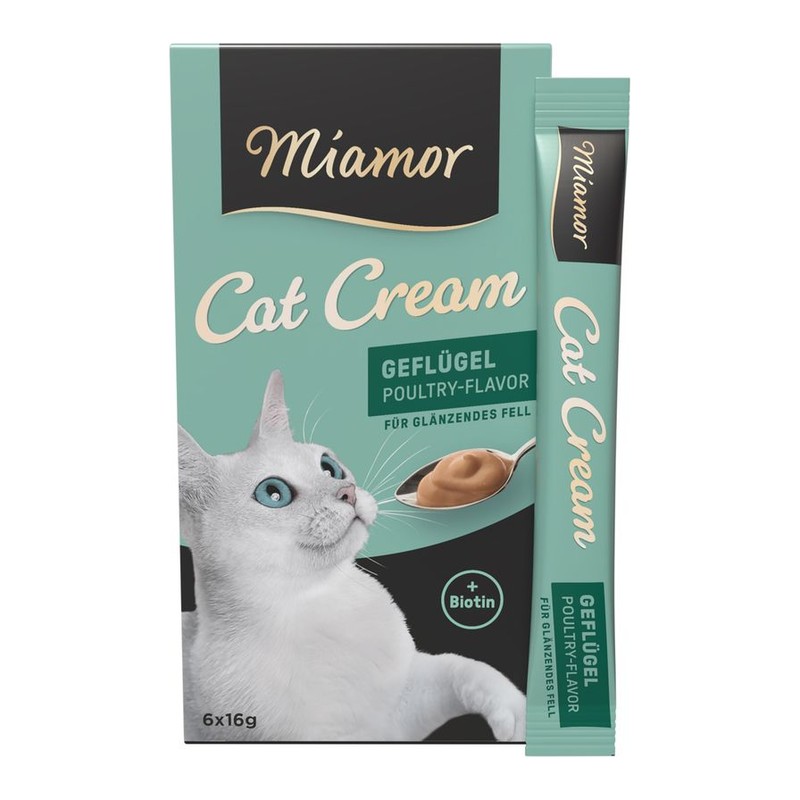 Miamor
Cat Cream
GEFLÜGEL
POULTRY-FLAVOR
FÜR GLÄNZENDES FELL
+
Biotin
6x16g
Miamor
Cat Cream
GEFLÜGEL
POULTRY-FLAVOR
FÜR GLÄNZENDES FELL